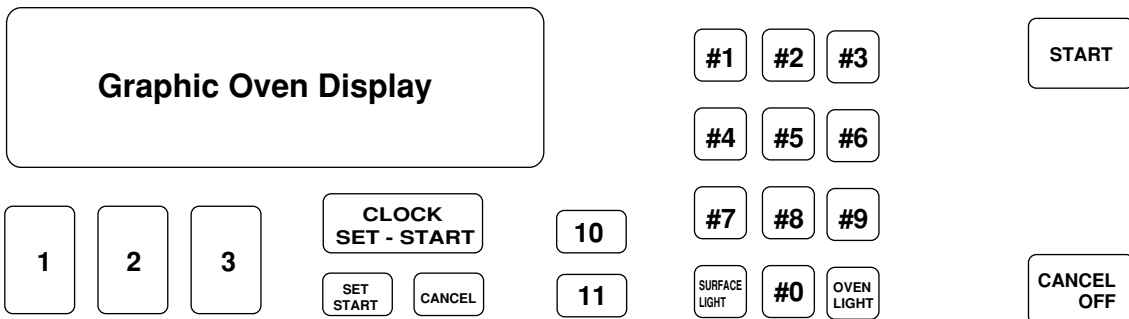 Graphic Oven Display
#1 #2 #3
START
#4 #5 #6
1
2
3
CLOCK
SET - START
SET
START
CANCEL
10
11
#7 #8 #9
SURFACE
LIGHT
#0
OVEN
LIGHT
CANCEL
OFF